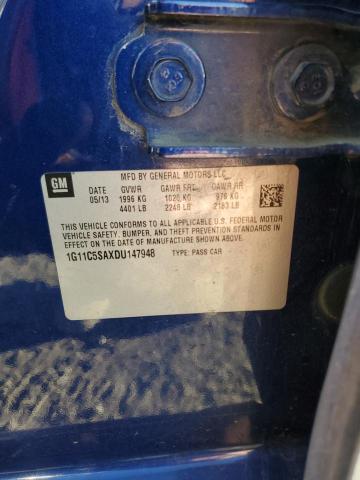 GM
MFD BY GENERAL MOTORS LLC
DATE GVWR GAWR FRT GAWR RR
05/13 1996 KG 1020 KG 976 KG
4401 LB 2248 LB 2183 LB
THIS VEHICLE CONFORMS TO ALL APPLICABLE U.S. FEDERAL MOTOR
VEHICLE SAFETY, BUMPER, AND THEFT PREVENTION STANDARDS
IN EFFECT ON THE DATE OF MANUFACTURE SHOWN ABOVE.
1G11C5SAXDU147948 TYPE: PASS CAR